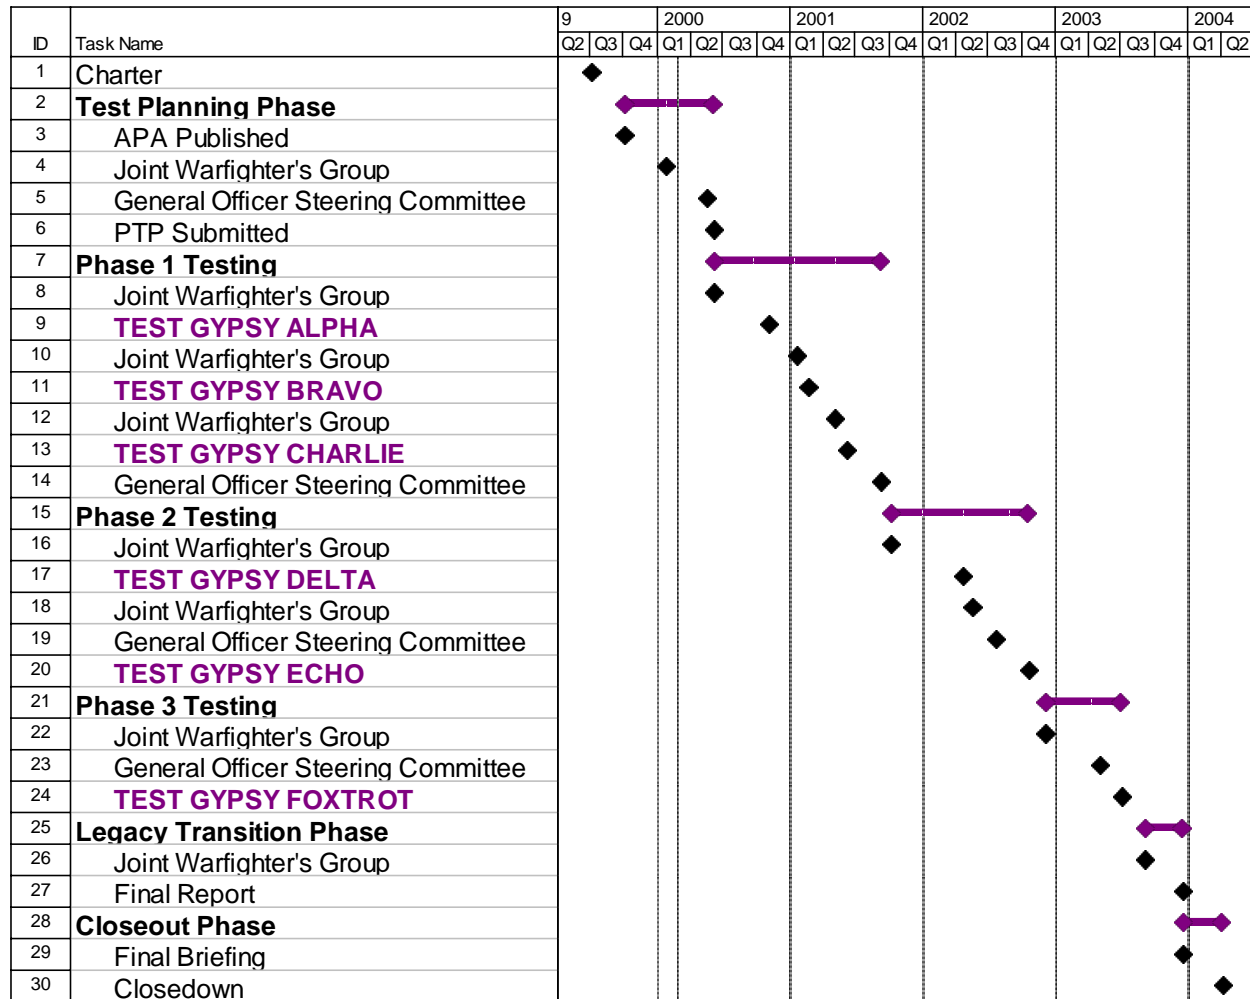 9 2000 2001 2002 2003 2004
ID Task Name Q2 Q3 Q4 Q1 Q2 Q3 Q4 Q1 Q2 Q3 Q4 Q1 Q2 Q3 Q4 Q1 Q2 Q3 Q4 Q1 Q2
1 Charter
2 Test Planning Phase
3 APA Published
4 Joint Warfighter's Group
5 General Officer Steering Committee
6 PTP Submitted
7 Phase 1 Testing
8 Joint Warfighter's Group
9 TEST GYPSY ALPHA
10 Joint Warfighter's Group
11 TEST GYPSY BRAVO
12 Joint Warfighter's Group
13 TEST GYPSY CHARLIE
14 General Officer Steering Committee
15 Phase 2 Testing
16 Joint Warfighter's Group
17 TEST GYPSY DELTA
18 Joint Warfighter's Group
19 General Officer Steering Committee
20 TEST GYPSY ECHO
21 Phase 3 Testing
22 Joint Warfighter's Group
23 General Officer Steering Committee
24 TEST GYPSY FOXTROT
25 Legacy Transition Phase
26 Joint Warfighter's Group
27 Final Report
28 Closeout Phase
29 Final Briefing
30 Closedown